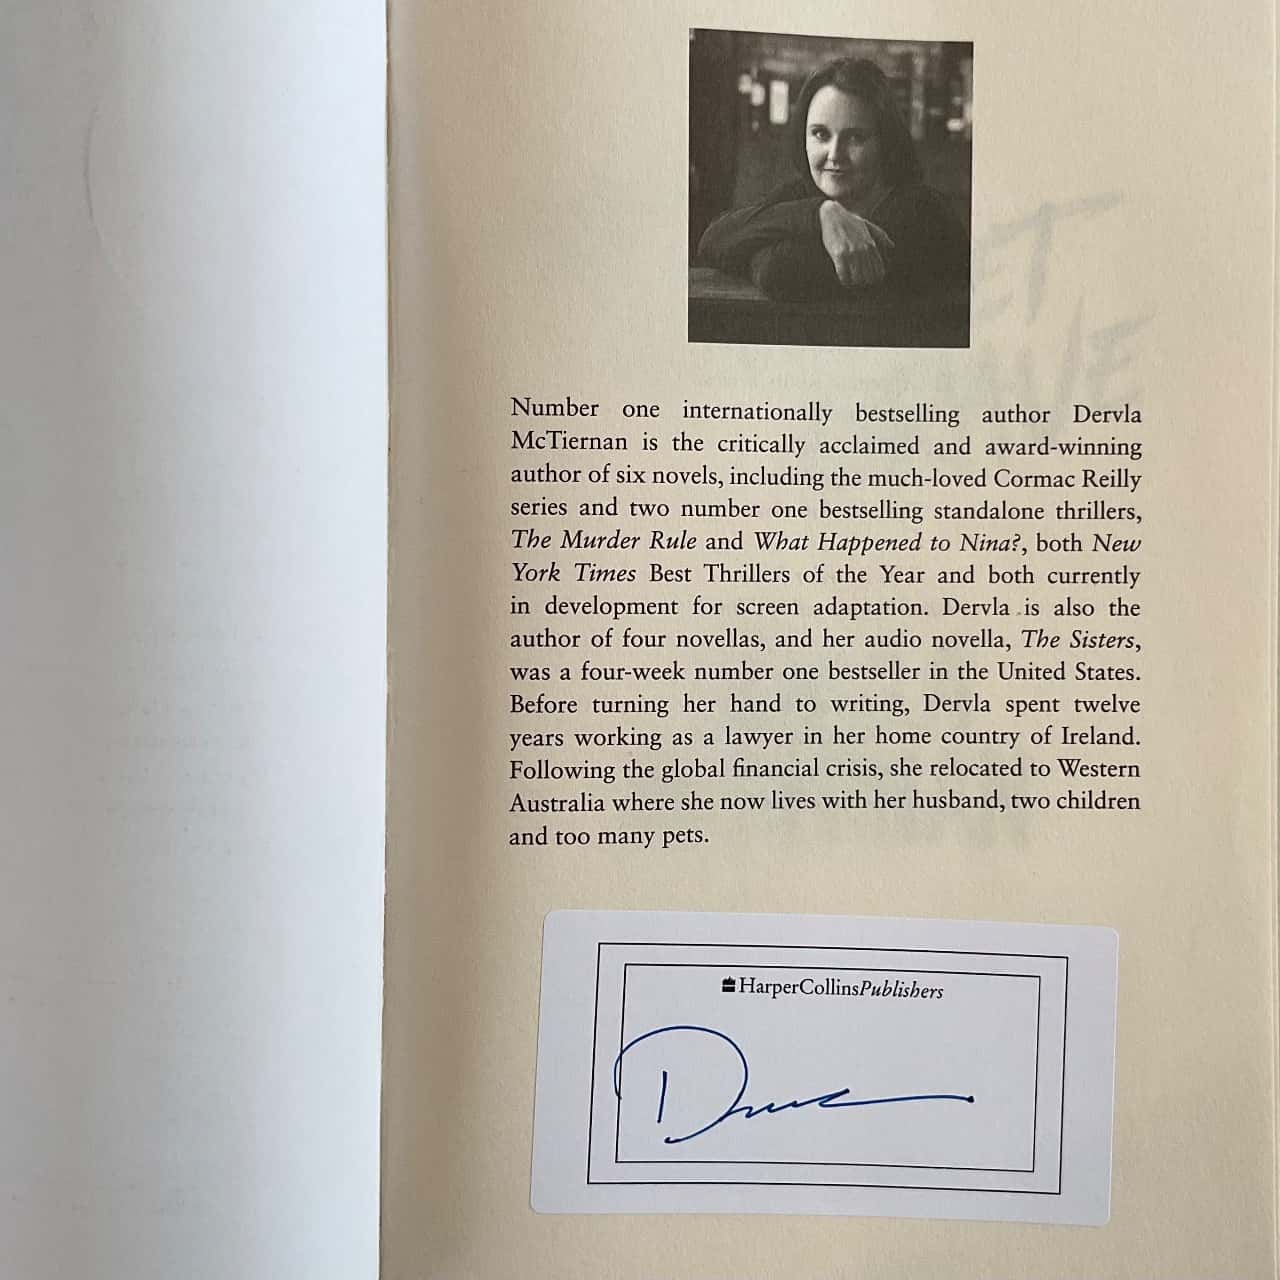 Number one internationally bestselling author Dervla
McTiernan is the critically acclaimed and award-winning
author of six novels, including the much-loved Cormac Reilly
series and two number one bestselling standalone thrillers,
The Murder Rule and What Happened to Nina?, both New
York Times Best Thrillers of the Year and both currently
in development for screen adaptation. Dervla is also the
author of four novellas, and her audio novella, The Sisters,
was a four-week number one bestseller in the United States.
Before turning her hand to writing, Dervla spent twelve
years working as a lawyer in her home country of Ireland.
Following the global financial crisis, she relocated to Western
Australia where she now lives with her husband, two children
and too many pets.
HarperCollinsPublishers